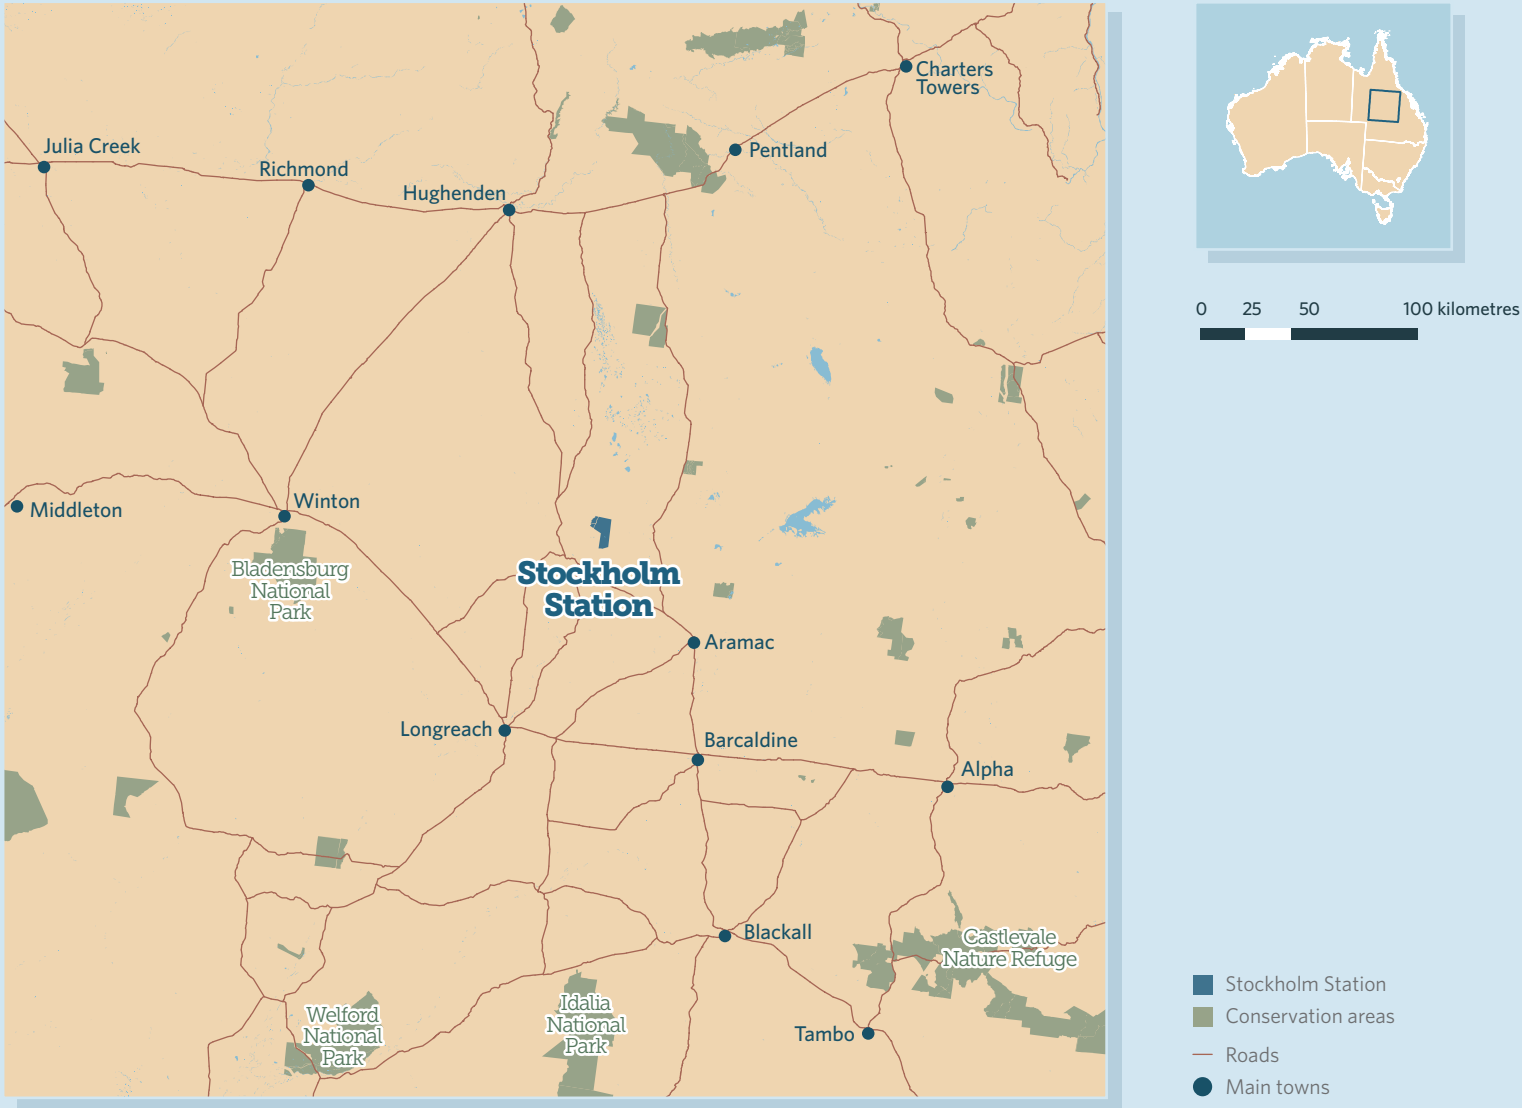 Charters
Towers
Julia Creek
Richmond
Pentland
Hughenden
0 25 50 100 kilometres
Middleton
Winton
Bladensburg
National
Park
Stockholm
Station
Aramac
Longreach
Barcaldine
Alpha
Blackall
Castlevale
Nature Refuge
Welford
National
Park
Idalia
National
Park
Tambo
Stockholm Station
Conservation areas
Roads
Main towns